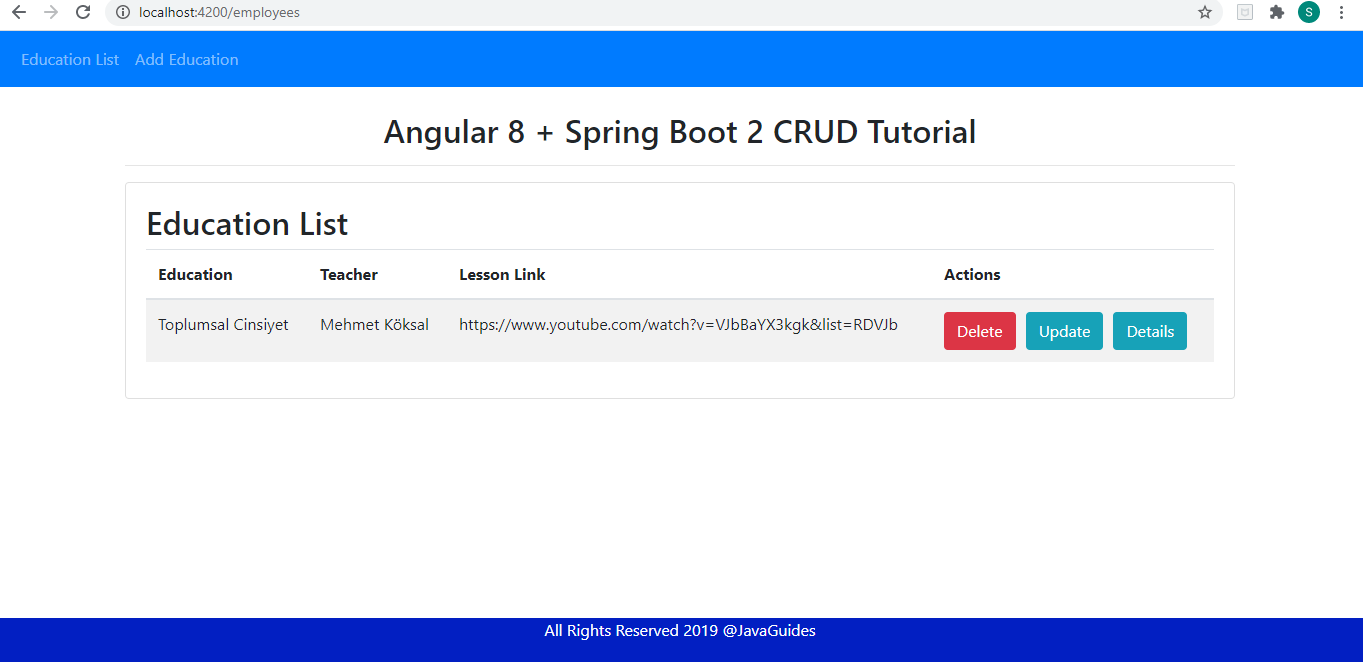 localhost:4200/employees
S
Education List Add Education
Angular 8 + Spring Boot 2 CRUD Tutorial
Education List
Education Teacher Lesson Link Actions
Toplumsal Cinsiyet Mehmet Köksal https://www.youtube.com/watch?v=VJbBaYX3kgk&list=RDVJb Delete Update Details
All Rights Reserved 2019 @JavaGuides